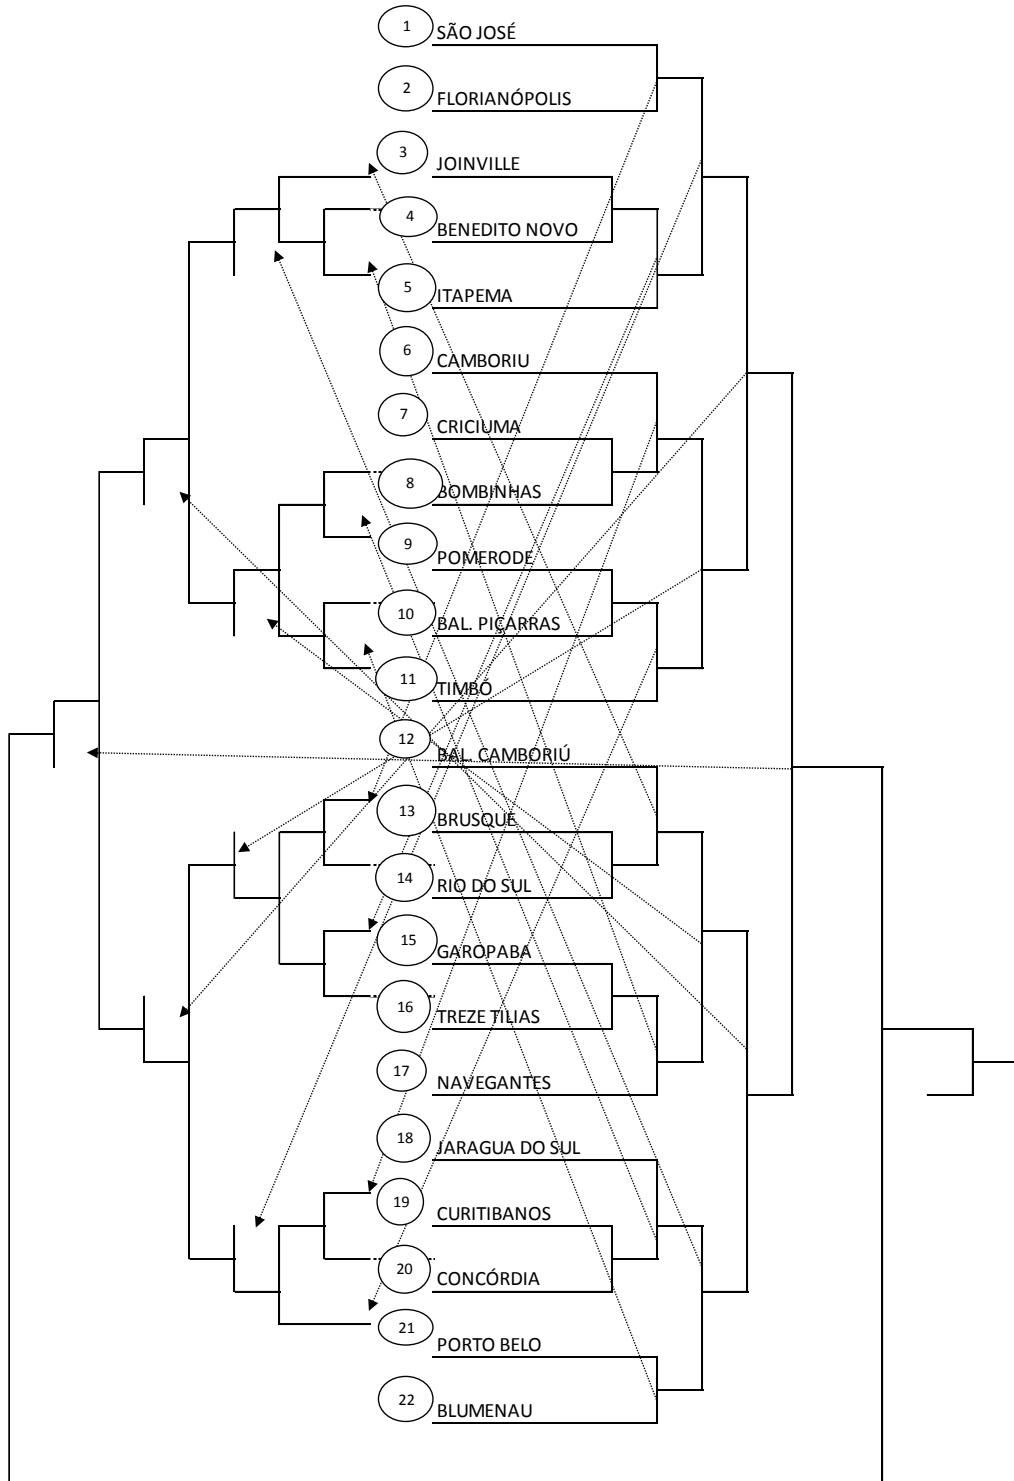 1 SÃO JOSÉ
2 FLORIANÓPOLIS
3 JOINVILLE
4 BENEDITO NOVO
5 ITAPEMA
6 CAMBORIU
7 CRICIUMA
8 BOMBINHAS
9 POMERODE
10 BAL. PIÇARRAS
11 TIMBÓ
12 BAL. CAMBORIÚ
13 BRUSQUE
14 RIO DO SUL
15 GAROPABA
16 TREZE TILIAS
17 NAVEGANTES
18 JARAGUA DO SUL
19 CURITIBANOS
20 CONCÓRDIA
21 PORTO BELO
22 BLUMENAU